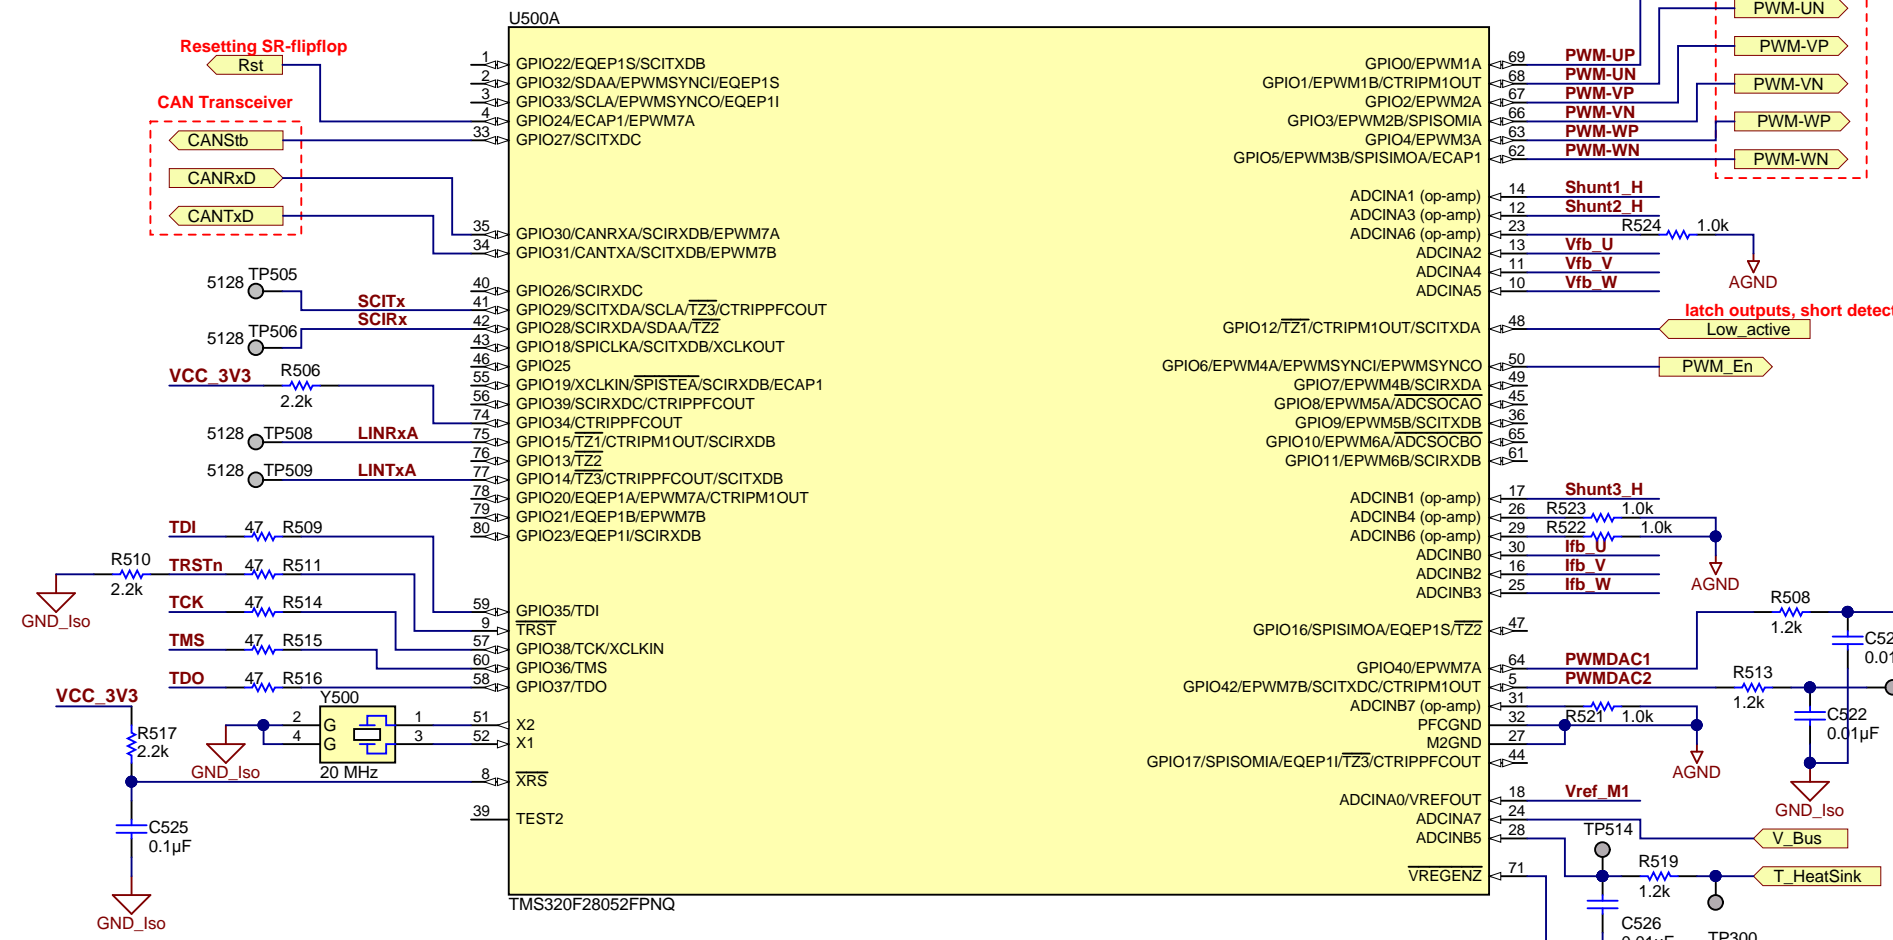 U500A
Resetting SR-flipflop
Rst
CAN Transceiver
CANStb
CANRxD
CANTxD
1 GPIO22/EQEP1S/SCITXDB
2 GPIO32/SDAA/EPWMSYNCI/EQEP1S
3 GPIO33/SCLA/EPWMSYNCO/EQEP1I
4 GPIO24/ECAP1/EPWM7A
33 GPIO27/SCITXDC
35 GPIO30/CANRXA/SCIRXDB/EPWM7A
34 GPIO31/CANTXA/SCITXDB/EPWM7B
5128 TP505
40 GPIO26/SCIRXDC
SCITx 41 GPIO29/SCITXDA/SCLA/TZ3/CTRIPPFCOUT
SCIRx 42 GPIO28/SCIRXDA/SDAA/TZ2
5128 TP506
43 GPIO18/SPICLKA/SCITXDB/XCLKOUT
46 GPIO25
VCC_3V3 R506 55 GPIO19/XCLKIN/SPISTEA/SCIRXDB/ECAP1
2.2k 56 GPIO39/SCIRXDC/CTRIPPFCOUT
74 GPIO34/CTRIPPFCOUT
5128 TP508 LINRxA 75 GPIO15/TZ1/CTRIPM1OUT/SCIRXDB
76 GPIO13/TZ2
5128 TP509 LINTxA 77 GPIO14/TZ3/CTRIPPFCOUT/SCITXDB
78 GPIO20/EQEP1A/EPWM7A/CTRIPM1OUT
79 GPIO21/EQEP1B/EPWM7B
TDI 47 R509 80 GPIO23/EQEP1I/SCIRXDB
R510 TRSTn 47 R511
2.2k
GND_Iso
TCK 47 R514 59 GPIO35/TDI
9 TRST
TMS 47 R515 57 GPIO38/TCK/XCLKIN
60 GPIO36/TMS
TDO 47 R516 58 GPIO37/TDO
VCC_3V3 Y500
R517 2 G 1 51 X2
2.2k 4 G 3 52 X1
GND_Iso 20 MHz
8 XRS
39 TEST2
C525
0.1µF
GND_Iso
TMS320F28052FPNQ
PWM-UN
PWM-VP
PWM-VN
PWM-WP
PWM-WN
GPIO0/EPWM1A 69 PWM-UP
GPIO1/EPWM1B/CTRIPM1OUT 68 PWM-UN
GPIO2/EPWM2A 67 PWM-VP
GPIO3/EPWM2B/SPISOMIA 66 PWM-VN
GPIO4/EPWM3A 63 PWM-WP
GPIO5/EPWM3B/SPISIMOA/ECAP1 62 PWM-WN
ADCINA1 (op-amp) 14 Shunt1_H
ADCINA3 (op-amp) 12 Shunt2_H
ADCINA6 (op-amp) 23 R524 1.0k
ADCINA2 13 Vfb_U
ADCINA4 11 Vfb_V
ADCINA5 10 Vfb_W
AGND
latch outputs, short detect
GPIO12/TZ1/CTRIPM1OUT/SCITXDA 48 Low_active
GPIO6/EPWM4A/EPWMSYNCI/EPWMSYNCO 50 PWM_En
GPIO7/EPWM4B/SCIRXDA 49
GPIO8/EPWM5A/ADCSOCAO 45
GPIO9/EPWM5B/SCITXDB 36
GPIO10/EPWM6A/ADCSOCBO 65
GPIO11/EPWM6B/SCIRXDB 61
ADCINB1 (op-amp) 17 Shunt3_H
ADCINB4 (op-amp) 26 R523 1.0k
ADCINB6 (op-amp) 29 R522 1.0k
ADCINB0 30 Ifb_U
ADCINB2 16 Ifb_V
ADCINB3 25 Ifb_W
AGND
GPIO16/SPISIMOA/EQEP1S/TZ2 47
R508
1.2k
GPIO40/EPWM7A 64 PWMDAC1
GPIO42/EPWM7B/SCITXDC/CTRIPM1OUT 5 PWMDAC2 R513
1.2k
ADCINB7 (op-amp) 31 R521 1.0k
PFCGND 32
M2GND 27
C522
0.01µF
GPIO17/SPISOMIA/EQEP1I/TZ3/CTRIPPFCOUT 44
AGND
GND_Iso
ADCINA0/VREFOUT 18 Vref_M1
ADCINA7 24
ADCINB5 28 TP514 V_Bus
VREGENZ 71 R519 T_HeatSink
1.2k
C526
TP300